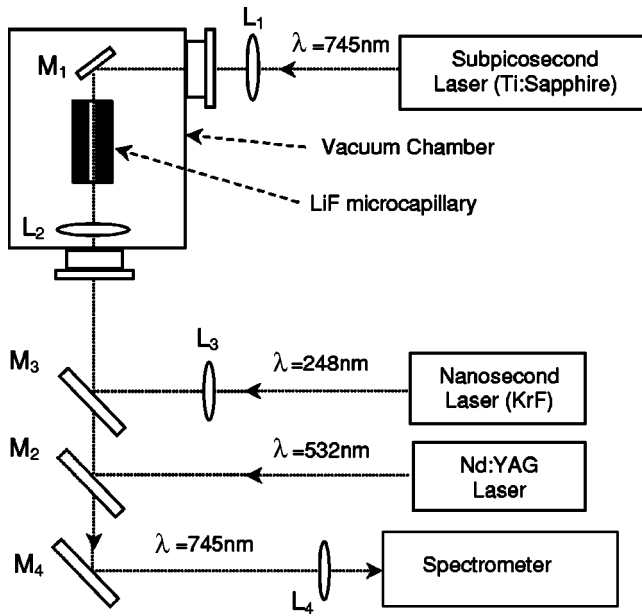 L1
λ=745nm
Subpicosecond
Laser (Ti:Sapphire)
M1
Vacuum Chamber
LiF microcapillary
L2
L3
M3
λ=248nm
Nanosecond
Laser (KrF)
M2
λ=532nm
Nd:YAG
Laser
M4
λ=745nm
Spectrometer
L4